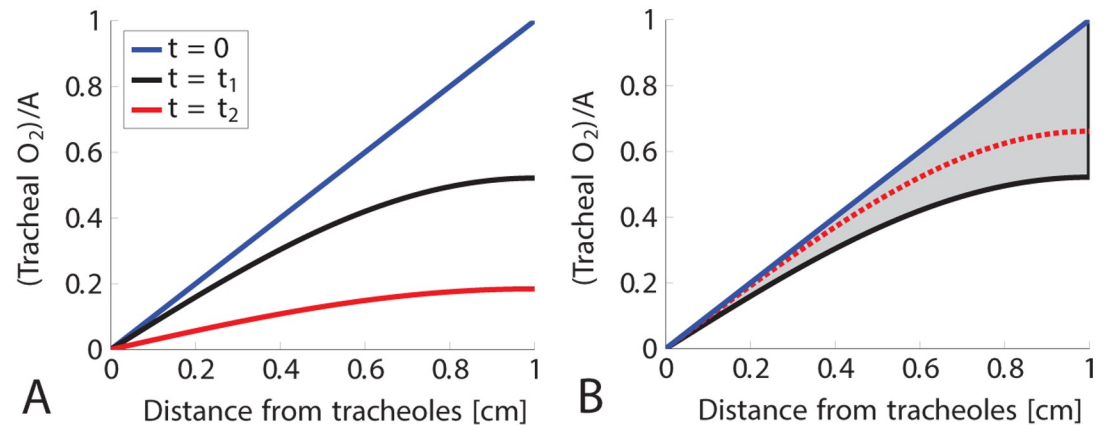 1
0.8
0.6
0.4
0.2
0
(Tracheal O₂)/A
t = 0
t = t₁
t = t₂
0 0.2 0.4 0.6 0.8 1
Distance from tracheoles [cm]
A
1
0.8
0.6
0.4
0.2
0
(Tracheal O₂)/A
0 0.2 0.4 0.6 0.8 1
Distance from tracheoles [cm]
B